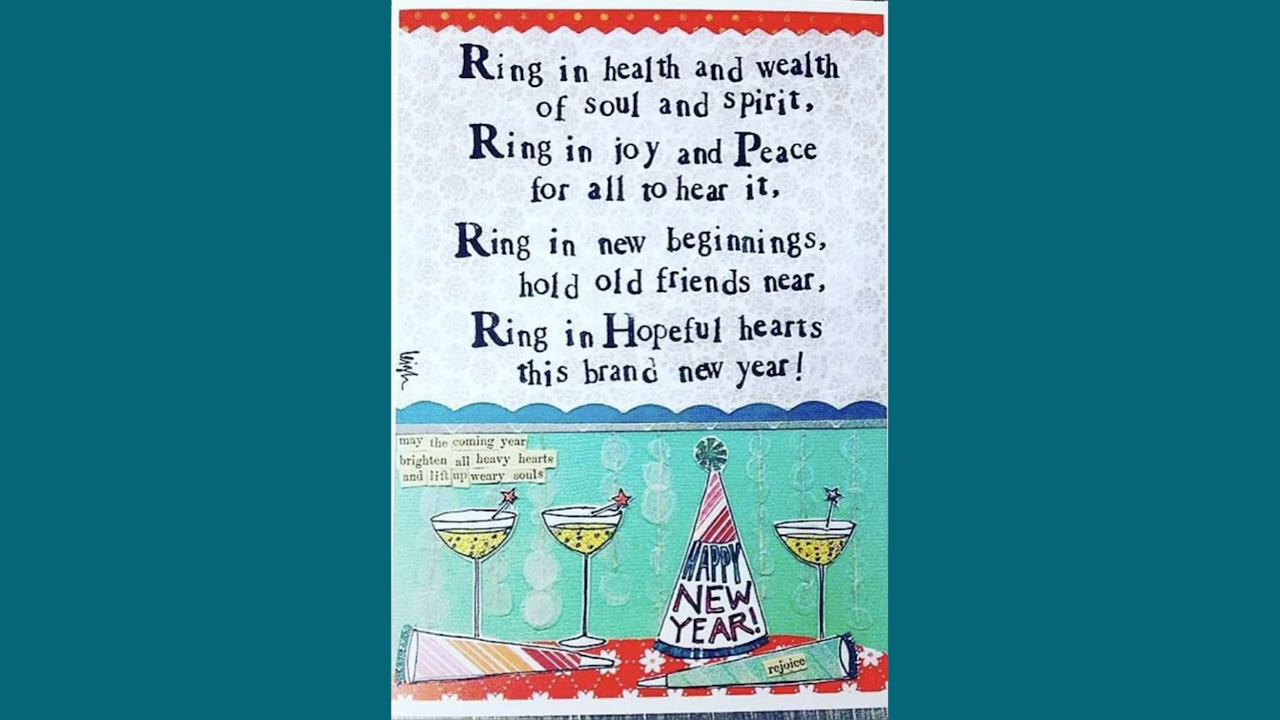 Ring in health and wealth
of soul and spirit,
Ring in joy and Peace
for all to hear it,
Ring in new beginnings,
hold old friends near,
Ring in Hopeful hearts
this brand new year!
leigh
may the coming year
brighten all heavy hearts
and lift up weary souls
HAPPY
NEW
YEAR!
rejoice